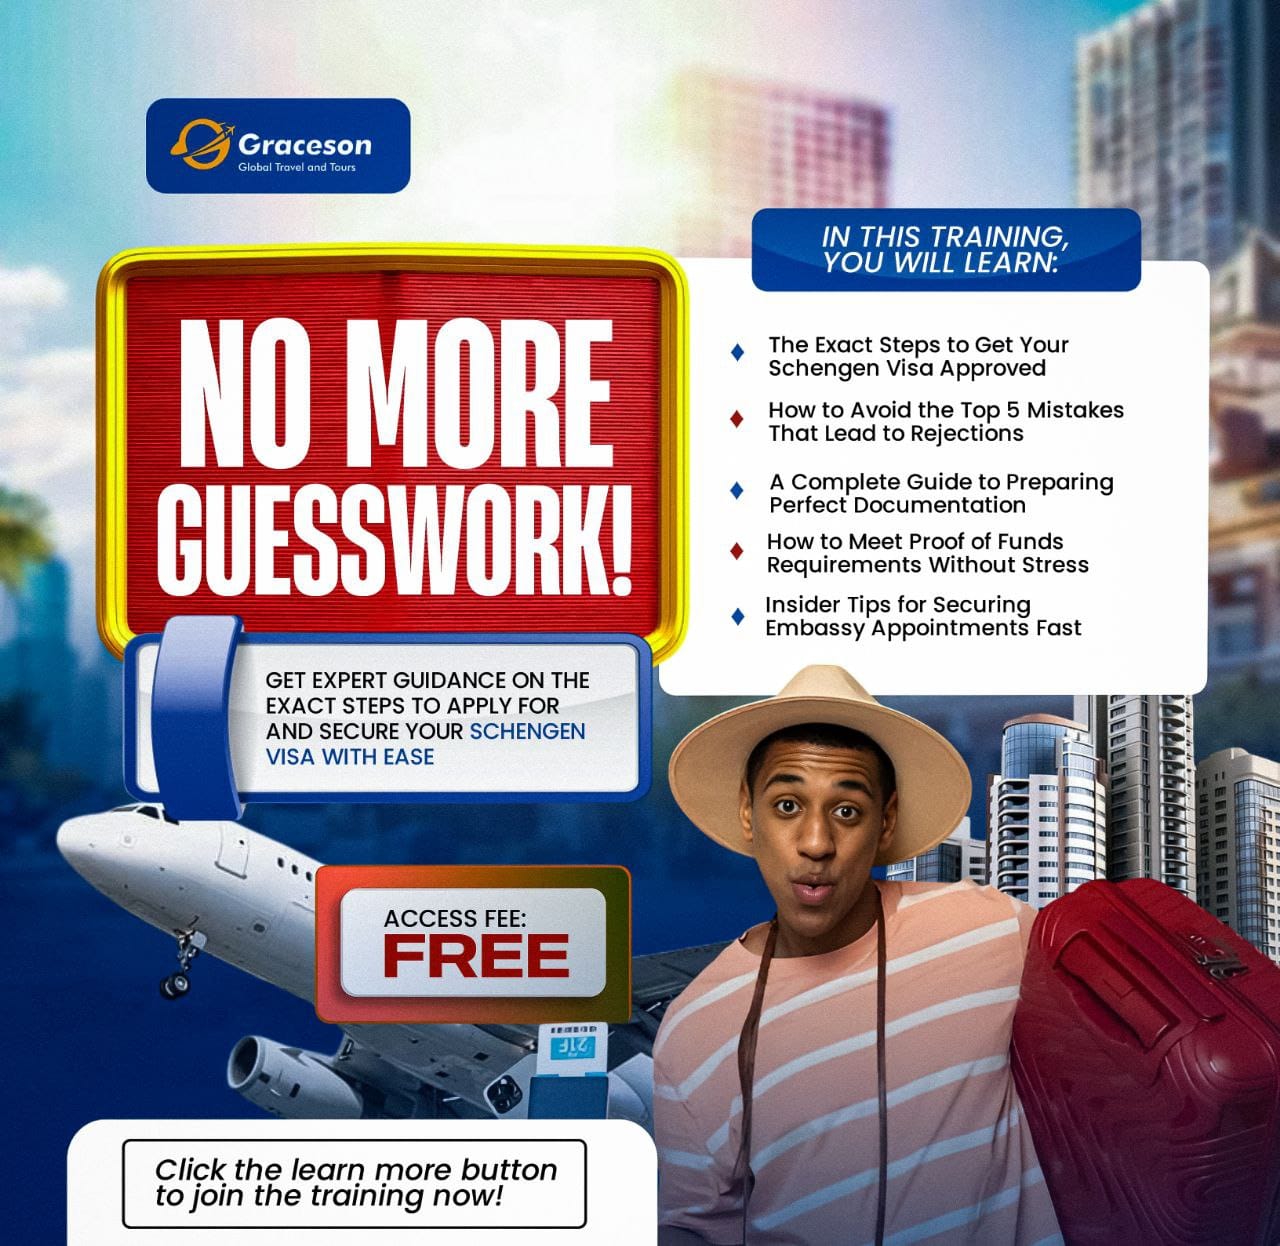 Graceson
Global Travel and Tours
NO MORE
GUESSWORK!
GET EXPERT GUIDANCE ON THE
EXACT STEPS TO APPLY FOR
AND SECURE YOUR SCHENGEN
VISA WITH EASE
IN THIS TRAINING,
YOU WILL LEARN:
The Exact Steps to Get Your
Schengen Visa Approved
How to Avoid the Top 5 Mistakes
That Lead to Rejections
A Complete Guide to Preparing
Perfect Documentation
How to Meet Proof of Funds
Requirements Without Stress
Insider Tips for Securing
Embassy Appointments Fast
ACCESS FEE:
FREE
21F
Click the learn more button
to join the training now!